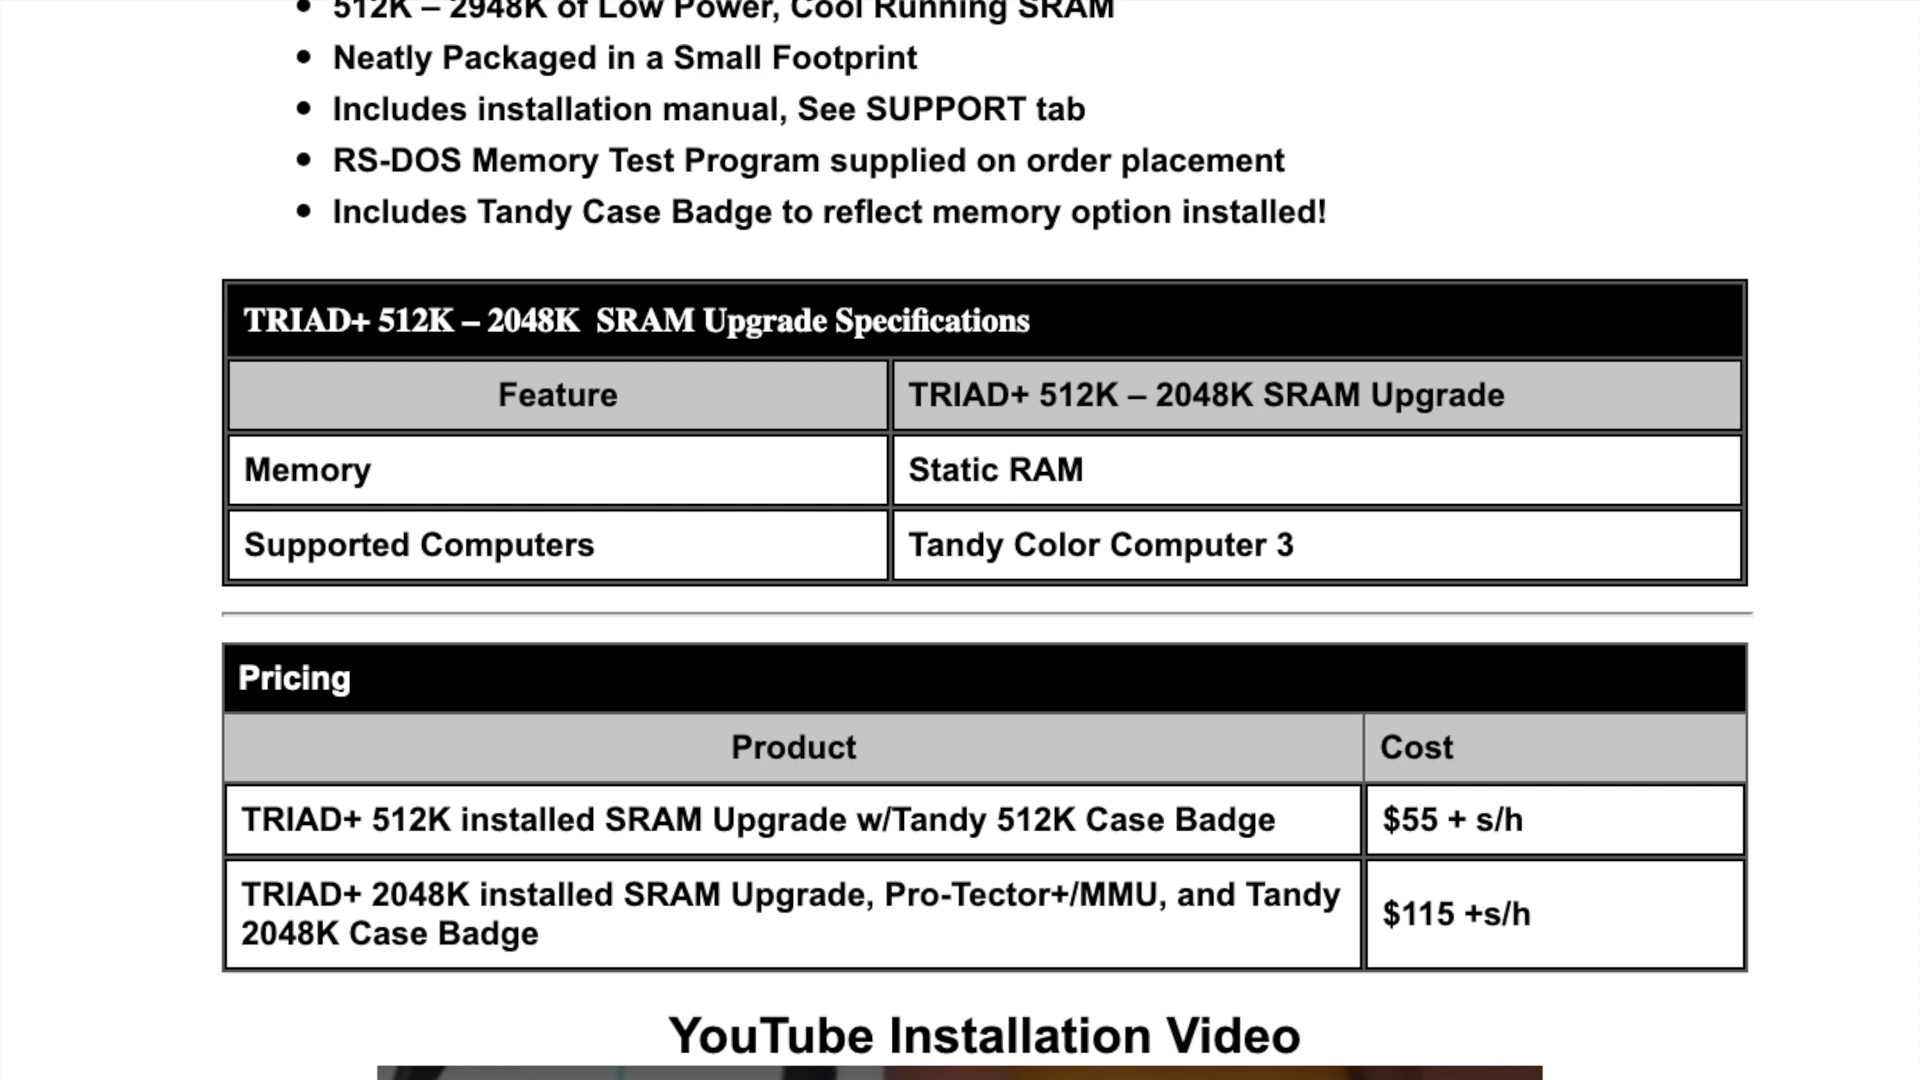 512K – 2948K of Low Power, Cool Running SRAM
Neatly Packaged in a Small Footprint
Includes installation manual, See SUPPORT tab
RS-DOS Memory Test Program supplied on order placement
Includes Tandy Case Badge to reflect memory option installed!
TRIAD+ 512K – 2048K SRAM Upgrade Specifications
Feature
TRIAD+ 512K – 2048K SRAM Upgrade
Memory
Static RAM
Supported Computers
Tandy Color Computer 3
Pricing
Product
Cost
TRIAD+ 512K installed SRAM Upgrade w/Tandy 512K Case Badge
$55 + s/h
TRIAD+ 2048K installed SRAM Upgrade, Pro-Tector+/MMU, and Tandy
2048K Case Badge
$115 +s/h
YouTube Installation Video